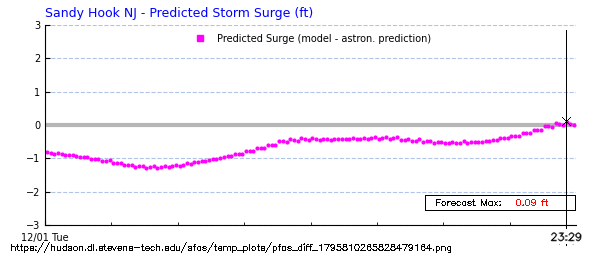 Sandy Hook NJ - Predicted Storm Surge (ft)
3
Predicted Surge (model - astron. prediction)
2
1
0
−1
−2
Forecast Max: 0.09 ft
−3
12/01 Tue
23:29
https://hudson.dl.stevens-tech.edu/sfas/temp_plots/pfas_diff_1795810265828479164.png